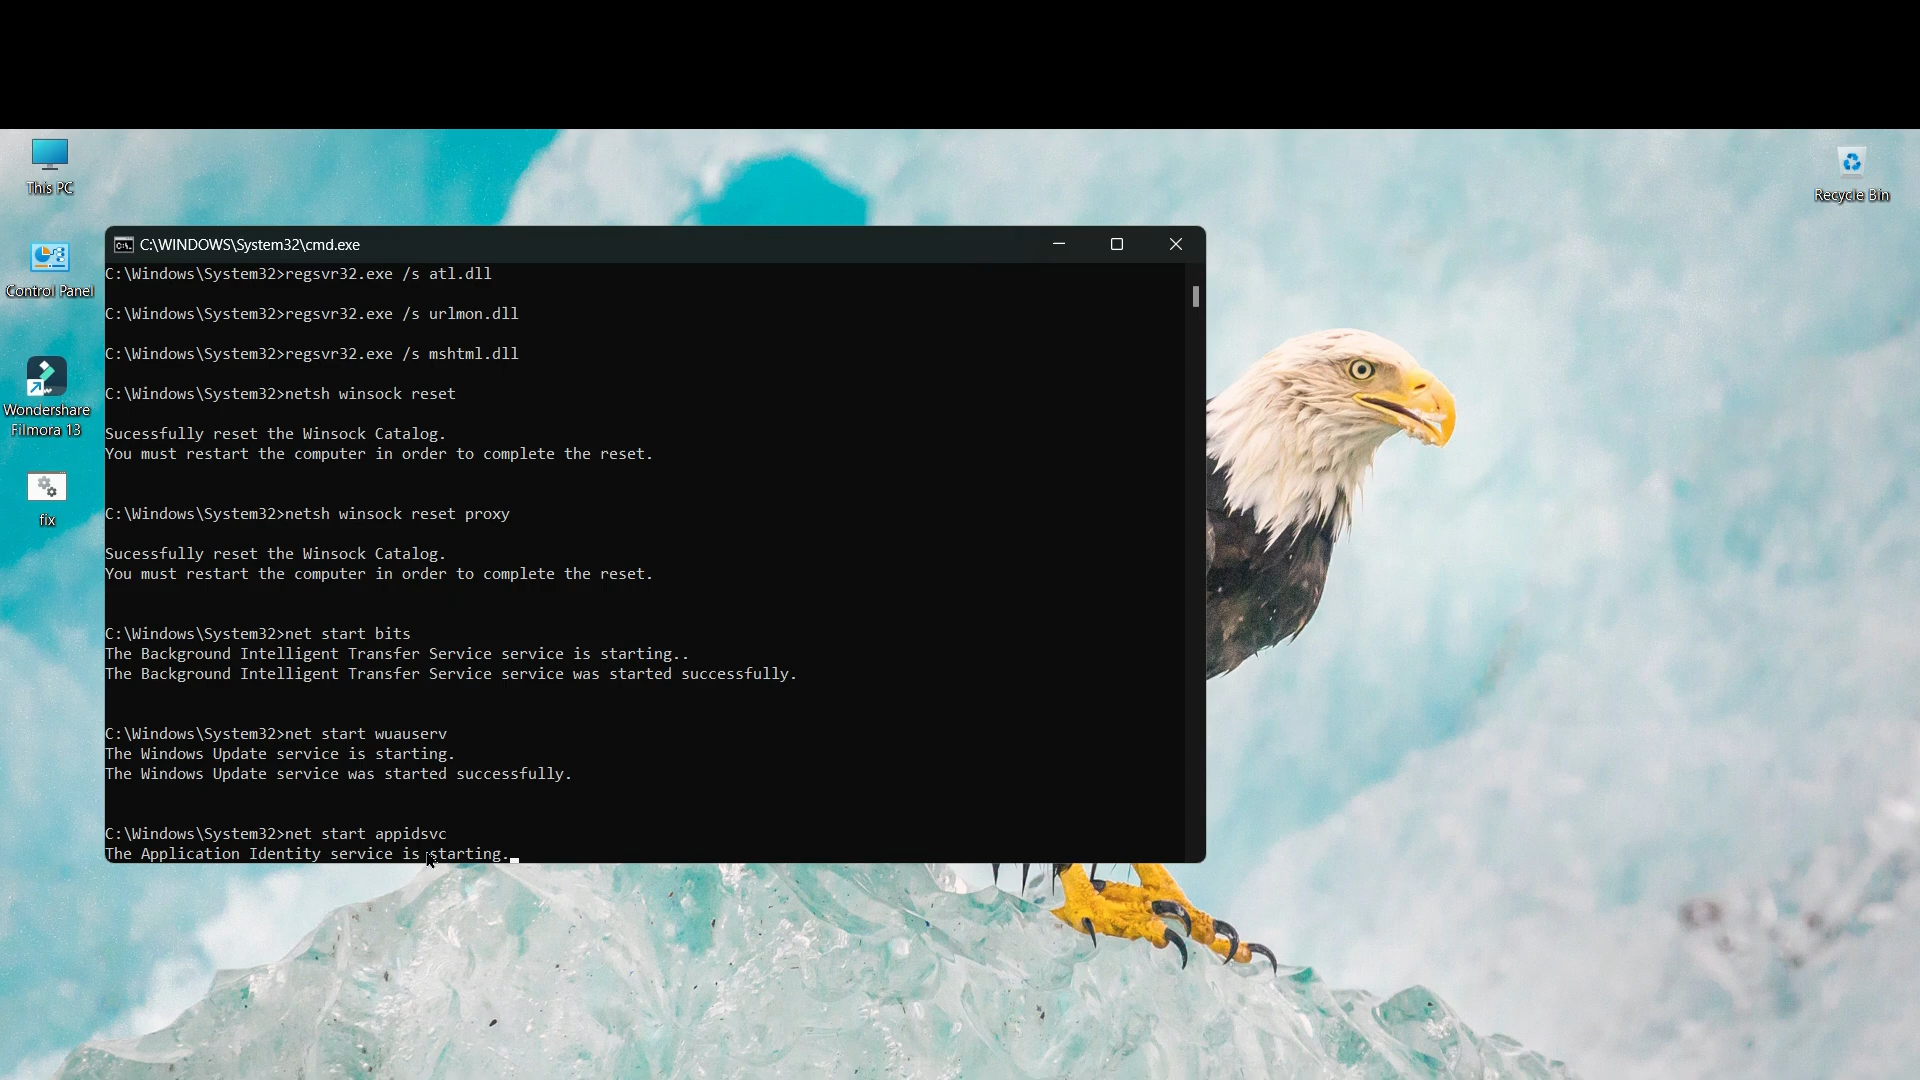 This PC
Recycle Bin
Control Panel
Wondershare
Filmora 13
fix
C:\WINDOWS\System32\cmd.exe
C:\Windows\System32>regsvr32.exe /s atl.dll
C:\Windows\System32>regsvr32.exe /s urlmon.dll
C:\Windows\System32>regsvr32.exe /s mshtml.dll
C:\Windows\System32>netsh winsock reset
Sucessfully reset the Winsock Catalog.
You must restart the computer in order to complete the reset.
C:\Windows\System32>netsh winsock reset proxy
Sucessfully reset the Winsock Catalog.
You must restart the computer in order to complete the reset.
C:\Windows\System32>net start bits
The Background Intelligent Transfer Service service is starting..
The Background Intelligent Transfer Service service was started successfully.
C:\Windows\System32>net start wuauserv
The Windows Update service is starting.
The Windows Update service was started successfully.
C:\Windows\System32>net start appidsvc
The Application Identity service is starting.